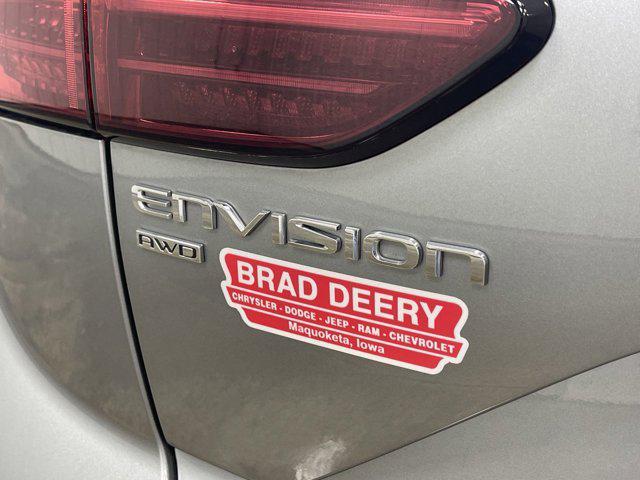 ENVISION
AWD
BRAD DEERY
CHRYSLER - DODGE - JEEP - RAM - CHEVROLET
Maquoketa, Iowa